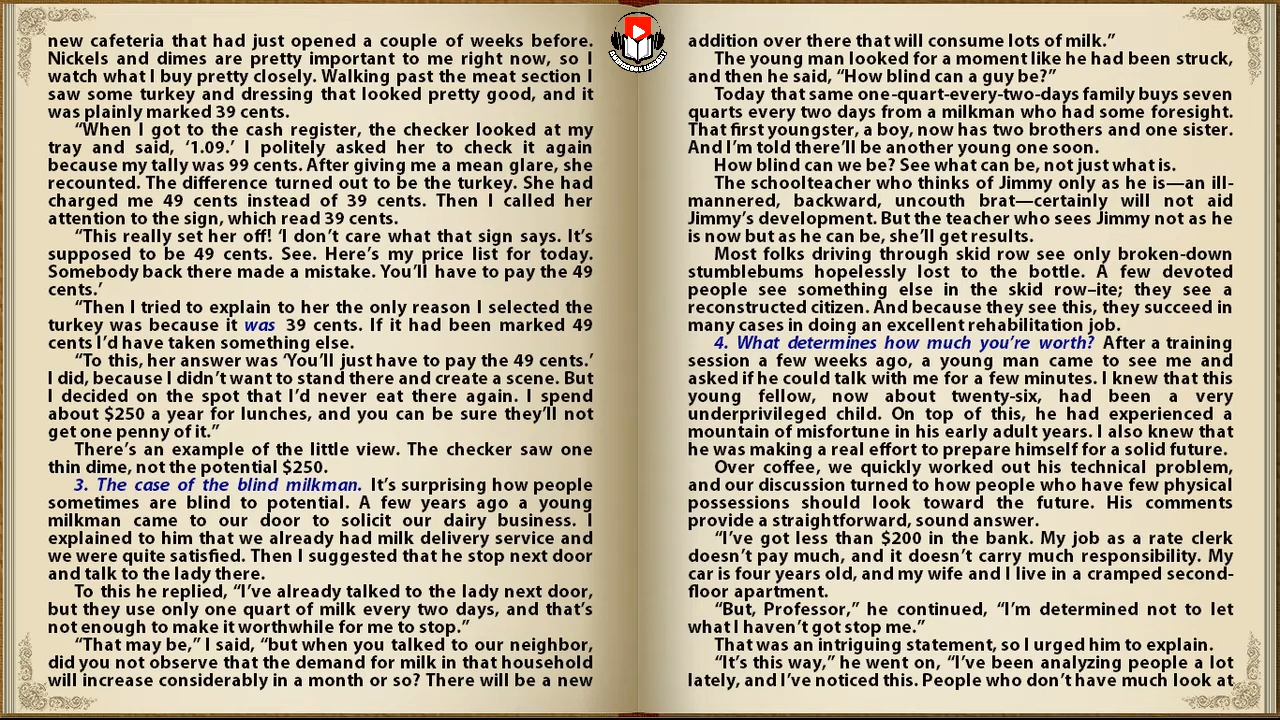 new cafeteria that had just opened a couple of weeks before.
Nickels and dimes are pretty important to me right now, so I
watch what I buy pretty closely. Walking past the meat section I
saw some turkey and dressing that looked pretty good, and it
was plainly marked 39 cents.
“When I got to the cash register, the checker looked at my
tray and said, ‘1.09.’ I politely asked her to check it again
because my tally was 99 cents. After giving me a mean glare, she
recounted. The difference turned out to be the turkey. She had
charged me 49 cents instead of 39 cents. Then I called her
attention to the sign, which read 39 cents.
“This really set her off! ‘I don’t care what that sign says. It’s
supposed to be 49 cents. See. Here’s my price list for today.
Somebody back there made a mistake. You’ll have to pay the 49
cents.’
“Then I tried to explain to her the only reason I selected the
turkey was because it was 39 cents. If it had been marked 49
cents I’d have taken something else.
“To this, her answer was ‘You’ll just have to pay the 49 cents.’
I did, because I didn’t want to stand there and create a scene. But
I decided on the spot that I’d never eat there again. I spend
about $250 a year for lunches, and you can be sure they’ll not
get one penny of it.”
There’s an example of the little view. The checker saw one
thin dime, not the potential $250.
3. The case of the blind milkman. It’s surprising how people
sometimes are blind to potential. A few years ago a young
milkman came to our door to solicit our dairy business. I
explained to him that we already had milk delivery service and
we were quite satisfied. Then I suggested that he stop next door
and talk to the lady there.
To this he replied, “I’ve already talked to the lady next door,
but they use only one quart of milk every two days, and that’s
not enough to make it worthwhile for me to stop.”
“That may be,” I said, “but when you talked to our neighbor,
did you not observe that the demand for milk in that household
will increase considerably in a month or so? There will be a new
addition over there that will consume lots of milk.”
The young man looked for a moment like he had been struck,
and then he said, “How blind can a guy be?”
Today that same one-quart-every-two-days family buys seven
quarts every two days from a milkman who had some foresight.
That first youngster, a boy, now has two brothers and one sister.
And I’m told there’ll be another young one soon.
How blind can we be? See what can be, not just what is.
The schoolteacher who thinks of Jimmy only as he is—an ill-
mannered, backward, uncouth brat—certainly will not aid
Jimmy’s development. But the teacher who sees Jimmy not as he
is now but as he can be, she’ll get results.
Most folks driving through skid row see only broken-down
stumblebums hopelessly lost to the bottle. A few devoted
people see something else in the skid row–ite; they see a
reconstructed citizen. And because they see this, they succeed in
many cases in doing an excellent rehabilitation job.
4. What determines how much you’re worth? After a training
session a few weeks ago, a young man came to see me and
asked if he could talk with me for a few minutes. I knew that this
young fellow, now about twenty-six, had been a very
underprivileged child. On top of this, he had experienced a
mountain of misfortune in his early adult years. I also knew that
he was making a real effort to prepare himself for a solid future.
Over coffee, we quickly worked out his technical problem,
and our discussion turned to how people who have few physical
possessions should look toward the future. His comments
provide a straightforward, sound answer.
“I’ve got less than $200 in the bank. My job as a rate clerk
doesn’t pay much, and it doesn’t carry much responsibility. My
car is four years old, and my wife and I live in a cramped second-
floor apartment.
“But, Professor,” he continued, “I’m determined not to let
what I haven’t got stop me.”
That was an intriguing statement, so I urged him to explain.
“It’s this way,” he went on, “I’ve been analyzing people a lot
lately, and I’ve noticed this. People who don’t have much look at